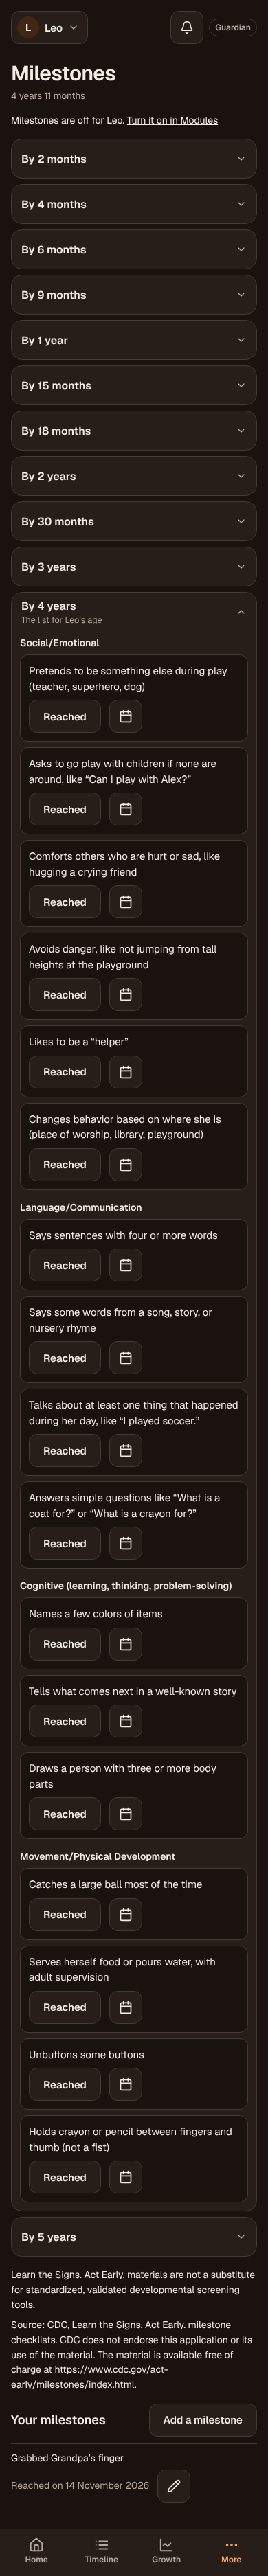 L Leo
Guardian
Milestones
4 years 11 months
Milestones are off for Leo. Turn it on in Modules
By 2 months
By 4 months
By 6 months
By 9 months
By 1 year
By 15 months
By 18 months
By 2 years
By 30 months
By 3 years
By 4 years
The list for Leo's age
Social/Emotional
Pretends to be something else during play
(teacher, superhero, dog)
Reached
Asks to go play with children if none are
around, like “Can I play with Alex?”
Reached
Comforts others who are hurt or sad, like
hugging a crying friend
Reached
Avoids danger, like not jumping from tall
heights at the playground
Reached
Likes to be a “helper”
Reached
Changes behavior based on where she is
(place of worship, library, playground)
Reached
Language/Communication
Says sentences with four or more words
Reached
Says some words from a song, story, or
nursery rhyme
Reached
Talks about at least one thing that happened
during her day, like “I played soccer.”
Reached
Answers simple questions like “What is a
coat for?” or “What is a crayon for?”
Reached
Cognitive (learning, thinking, problem-solving)
Names a few colors of items
Reached
Tells what comes next in a well-known story
Reached
Draws a person with three or more body
parts
Reached
Movement/Physical Development
Catches a large ball most of the time
Reached
Serves herself food or pours water, with
adult supervision
Reached
Unbuttons some buttons
Reached
Holds crayon or pencil between fingers and
thumb (not a fist)
Reached
By 5 years
Learn the Signs. Act Early. materials are not a substitute
for standardized, validated developmental screening
tools.
Source: CDC, Learn the Signs. Act Early. milestone
checklists. CDC does not endorse this application or its
use of the material. The material is available free of
charge at https://www.cdc.gov/act-
early/milestones/index.html.
Your milestones
Add a milestone
Grabbed Grandpa's finger
Reached on 14 November 2026
Home
Timeline
Growth
More